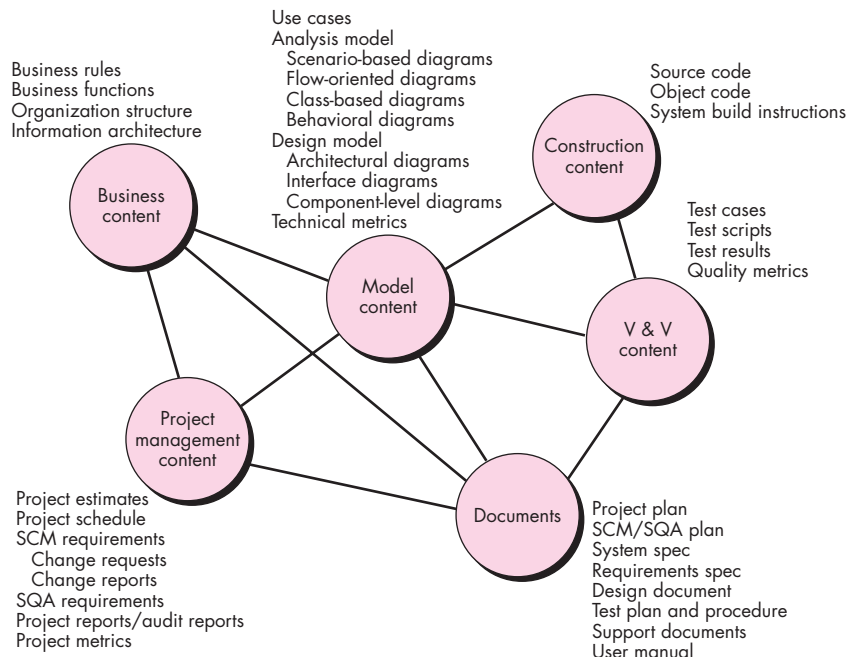 Use cases
Analysis model
Scenario-based diagrams
Flow-oriented diagrams
Class-based diagrams
Behavioral diagrams
Design model
Architectural diagrams
Interface diagrams
Component-level diagrams
Technical metrics
Business rules
Business functions
Organization structure
Information architecture
Source code
Object code
System build instructions
Construction
content
Business
content
Test cases
Test scripts
Test results
Quality metrics
Model
content
V & V
content
Project
management
content
Documents
Project estimates
Project schedule
SCM requirements
Change requests
Change reports
SQA requirements
Project reports/audit reports
Project metrics
Project plan
SCM/SQA plan
System spec
Requirements spec
Design document
Test plan and procedure
Support documents
User manual